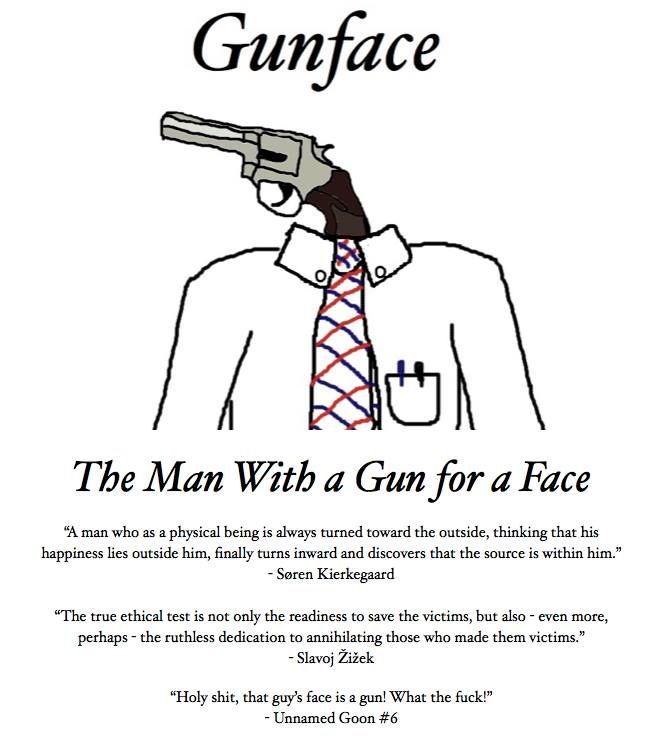 Gunface
The Man With a Gun for a Face
“A man who as a physical being is always turned toward the outside, thinking that his
happiness lies outside him, finally turns inward and discovers that the source is within him.”
- Søren Kierkegaard
“The true ethical test is not only the readiness to save the victims, but also - even more,
perhaps - the ruthless dedication to annihilating those who made them victims.”
- Slavoj Žižek
“Holy shit, that guy’s face is a gun! What the fuck!”
- Unnamed Goon #6